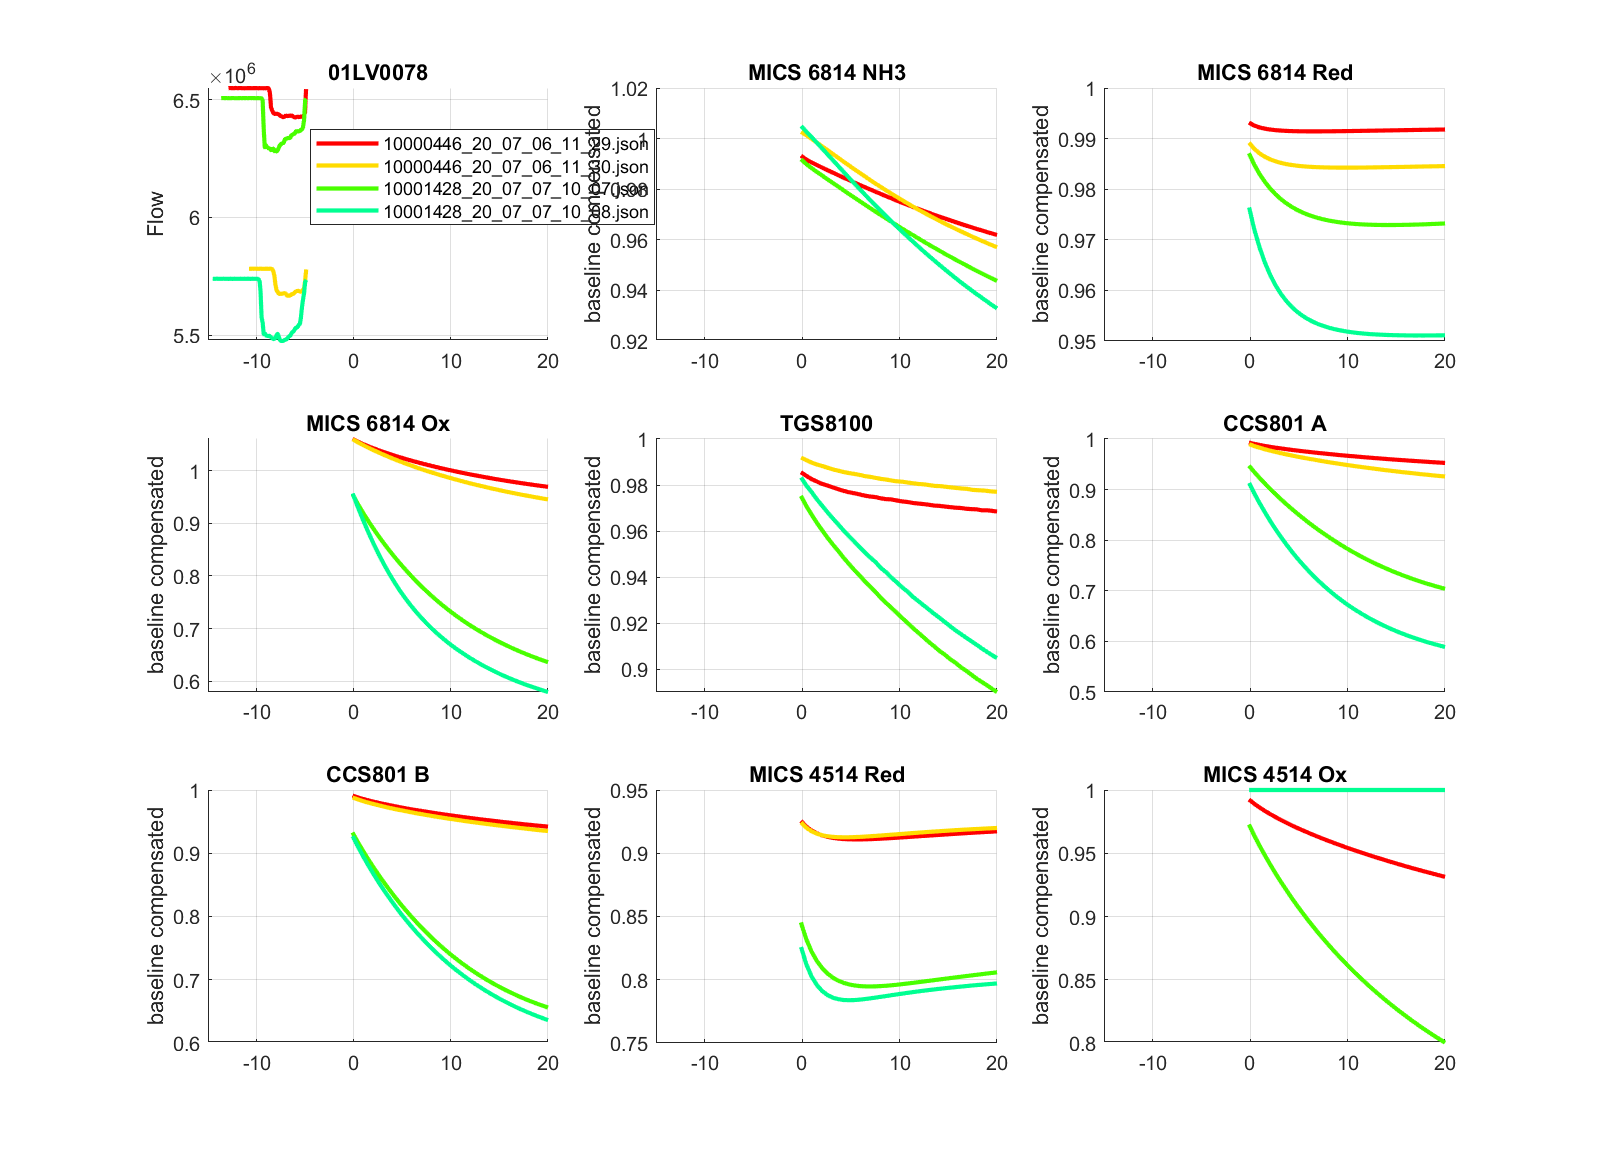 01LV0078
×10⁶
6.5
6
5.5
Flow
-10 0 10 20
10000446_20_07_06_11_29.json
10000446_20_07_06_11_30.json
10001428_20_07_07_10_07.json
10001428_20_07_07_10_08.json
MICS 6814 NH3
1.02
1
0.98
0.96
0.94
0.92
baseline compensated
-10 0 10 20
MICS 6814 Red
1
0.99
0.98
0.97
0.96
0.95
baseline compensated
-10 0 10 20
MICS 6814 Ox
1
0.9
0.8
0.7
0.6
baseline compensated
-10 0 10 20
TGS8100
1
0.98
0.96
0.94
0.92
0.9
baseline compensated
-10 0 10 20
CCS801 A
1
0.9
0.8
0.7
0.6
0.5
baseline compensated
-10 0 10 20
CCS801 B
1
0.9
0.8
0.7
0.6
baseline compensated
-10 0 10 20
MICS 4514 Red
0.95
0.9
0.85
0.8
0.75
baseline compensated
-10 0 10 20
MICS 4514 Ox
1
0.95
0.9
0.85
0.8
baseline compensated
-10 0 10 20